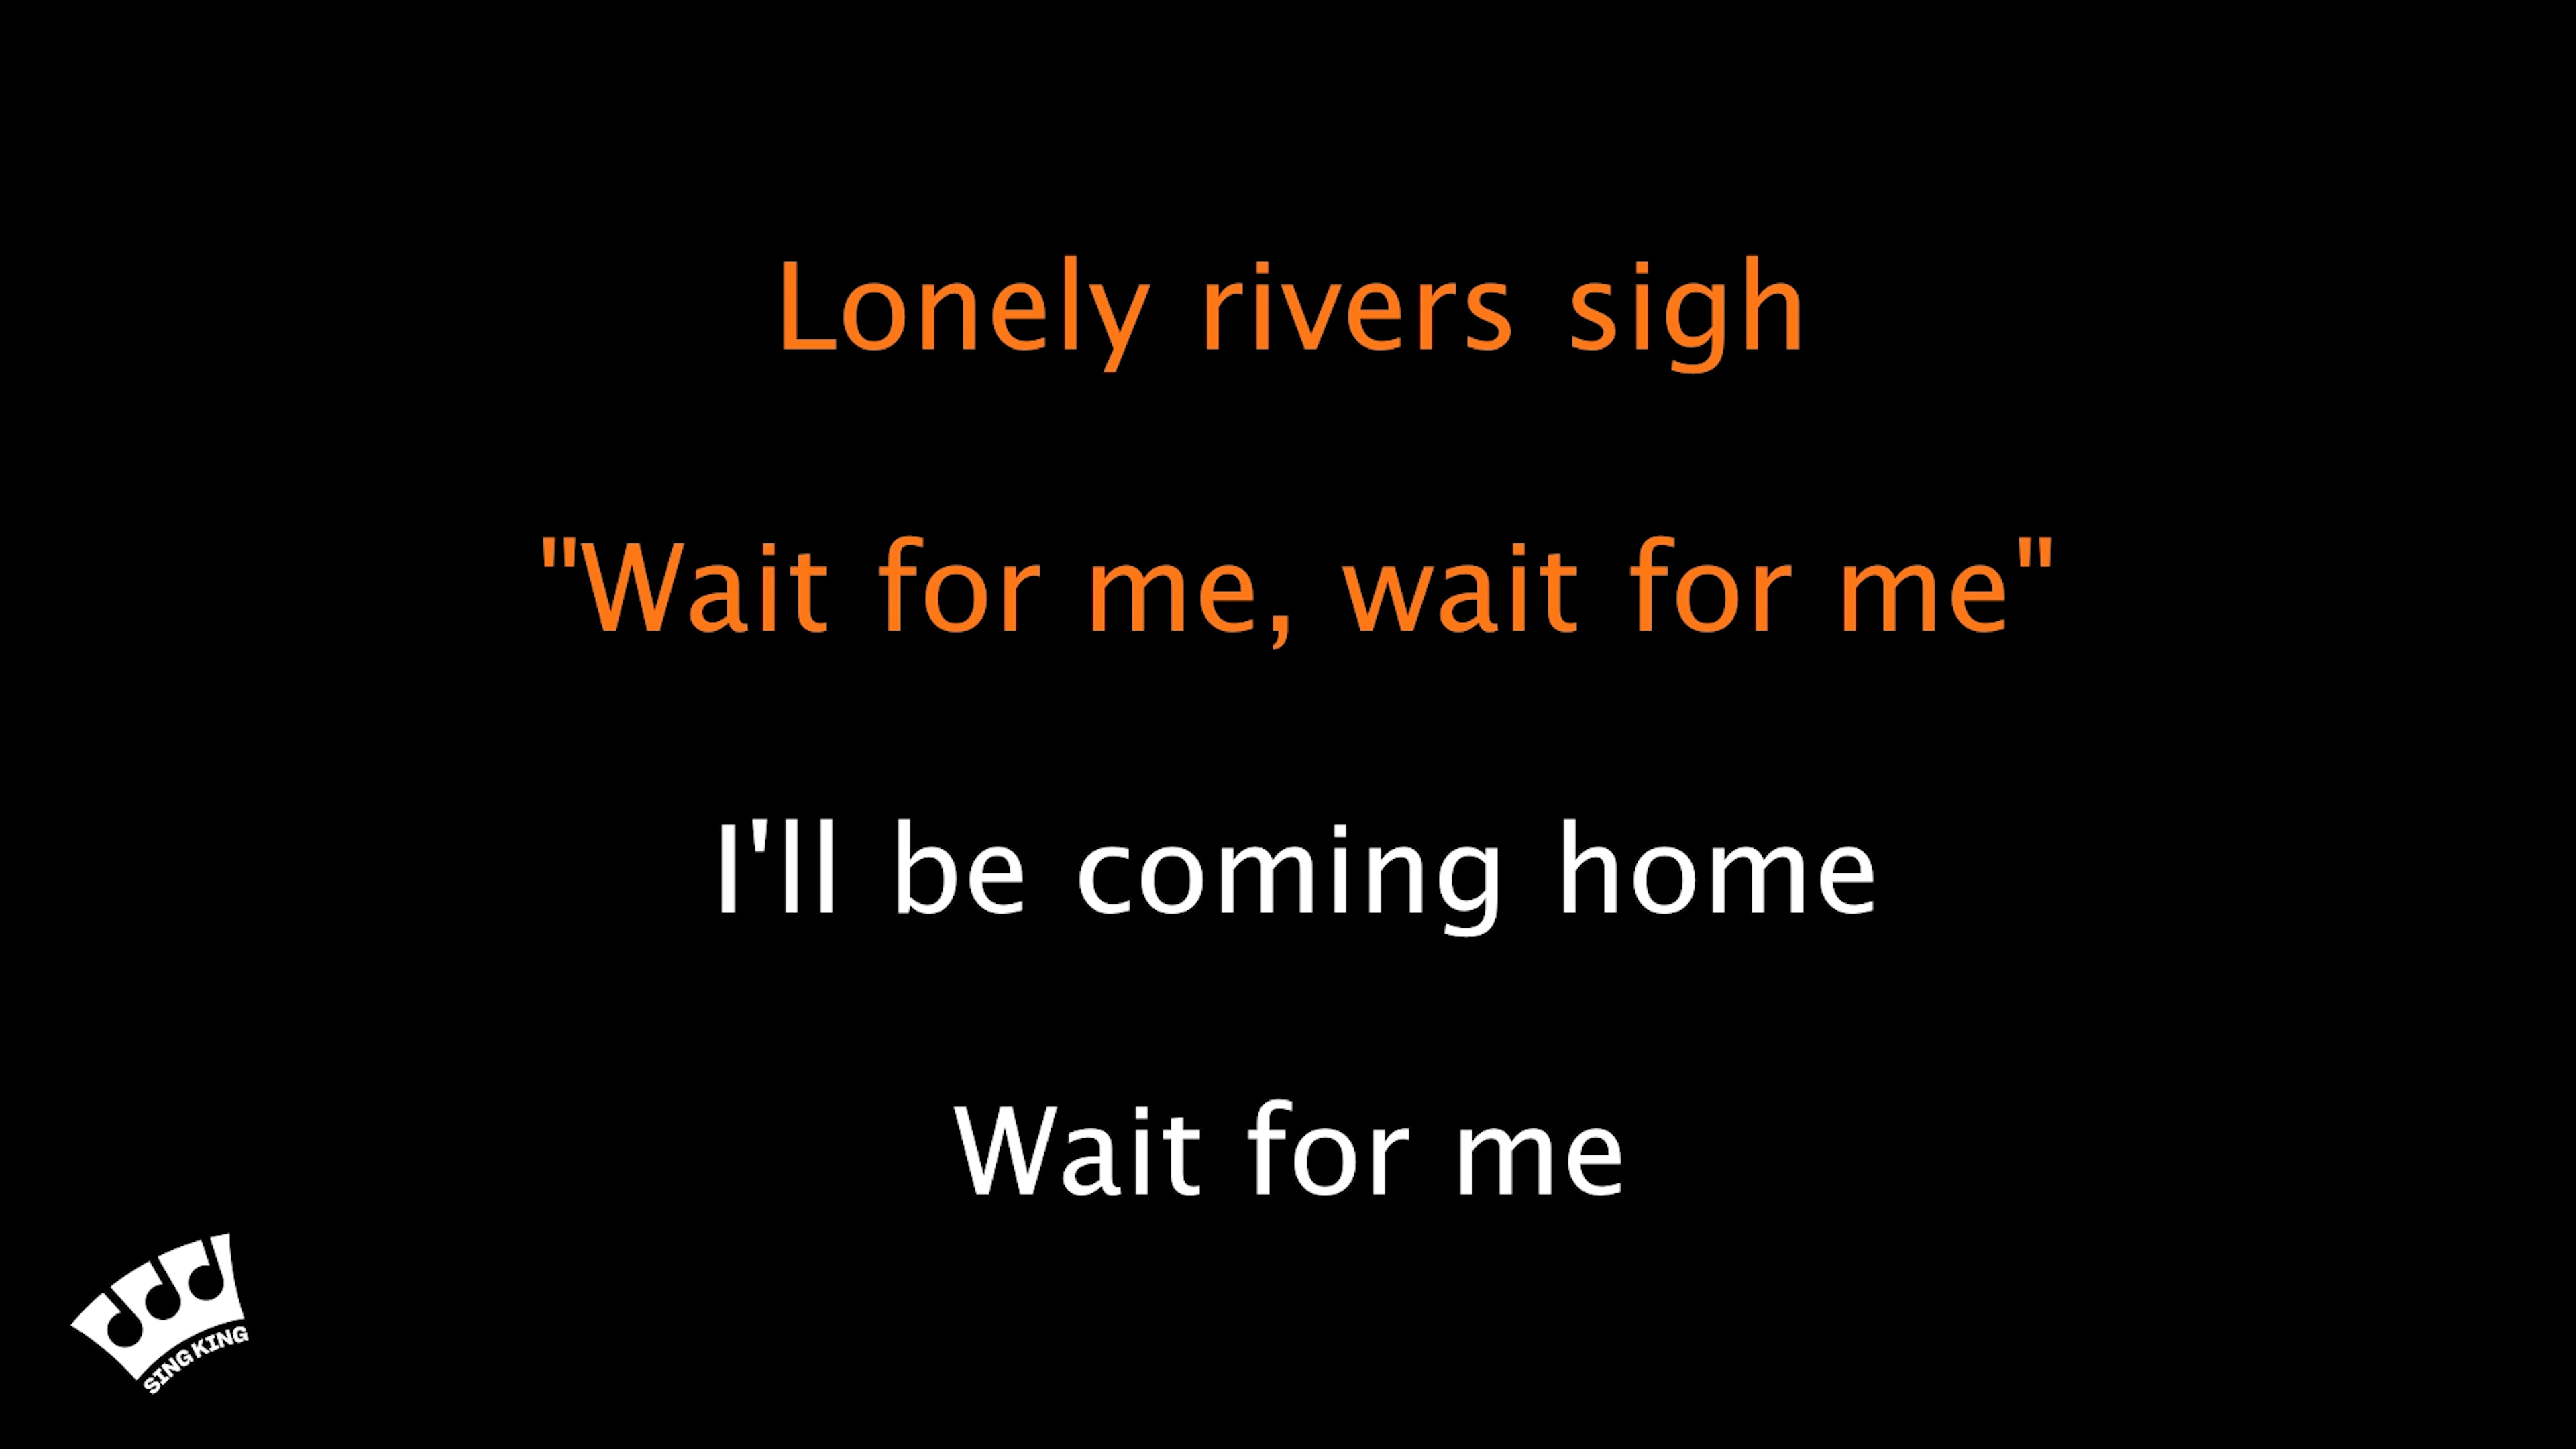 Lonely rivers sigh
"Wait for me, wait for me"
I'll be coming home
Wait for me
SING KING